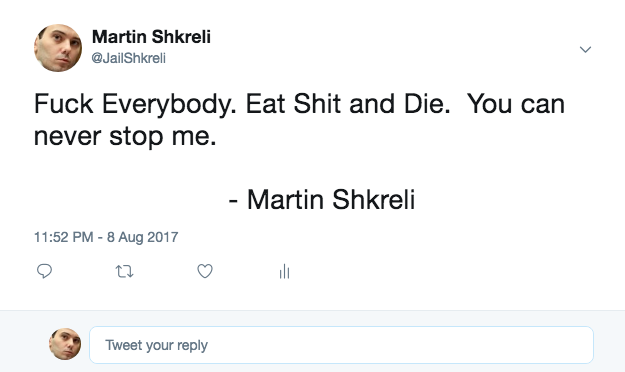 Martin Shkreli
@JailShkreli
Fuck Everybody. Eat Shit and Die.  You can
never stop me.
- Martin Shkreli
11:52 PM - 8 Aug 2017
Tweet your reply